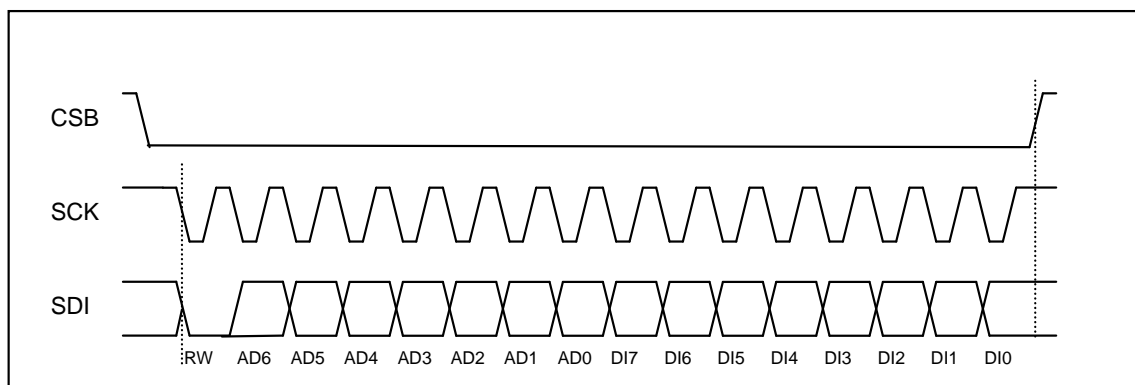 CSB
SCK
SDI
RW AD6 AD5 AD4 AD3 AD2 AD1 AD0 DI7 DI6 DI5 DI4 DI3 DI2 DI1 DI0